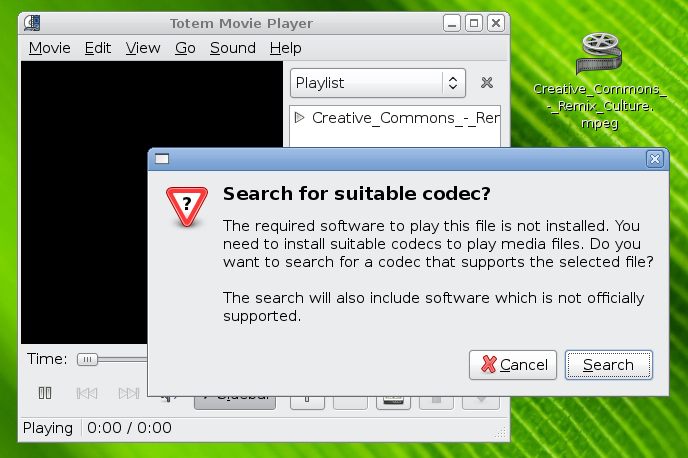 Totem Movie Player
Movie Edit View Go Sound Help
Playlist
Creative_Commons_-_Rer
Creative_Commons_
-_Remix_Culture.
mpeg
Search for suitable codec?
The required software to play this file is not installed. You
need to install suitable codecs to play media files. Do you
want to search for a codec that supports the selected file?
The search will also include software which is not officially
supported.
Cancel Search
Time:
Sidebar
Playing 0:00 / 0:00